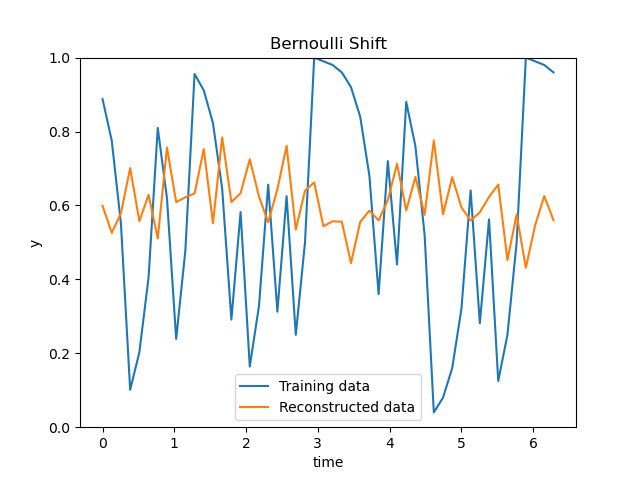 Bernoulli Shift
1.0
0.8
0.6
0.4
0.2
0.0
y
Training data
Reconstructed data
0 1 2 3 4 5 6
time